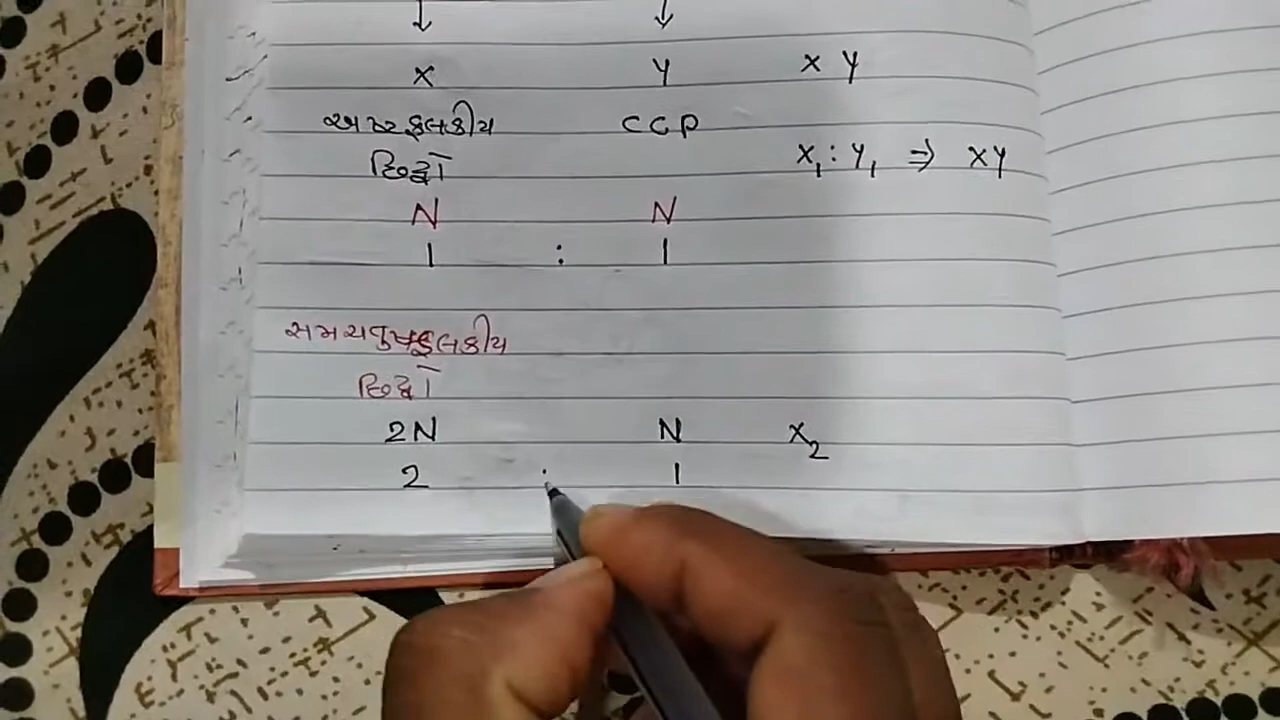 ↓ ↓
X Y X Y
અષ્ટફલકીય CCP
છિદ્રો X₁ : Y₁ ⇒ XY
N N
1 : 1
સમચતુષ્ફલકીય
છિદ્રો
2N N X₂
2 : 1